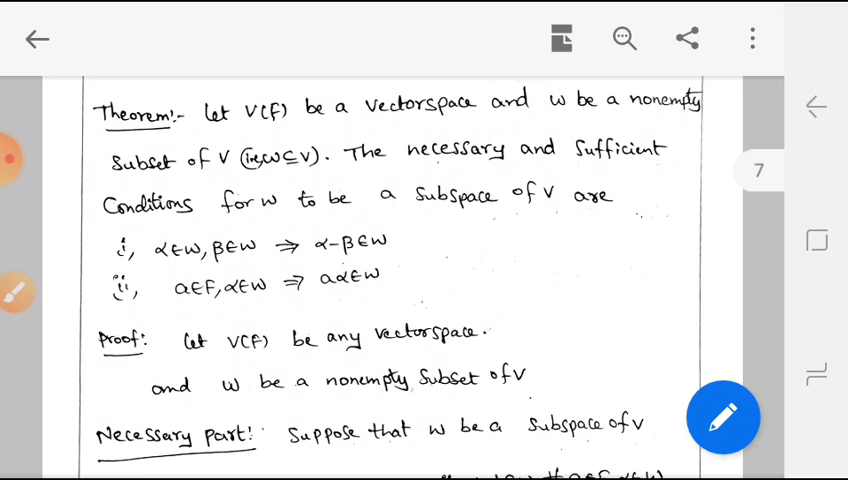 Theorem:- Let V(F) be a vectorspace and W be a nonempty
7
Subset of V (i.e., W⊆V). The necessary and sufficient
Conditions for W to be a subspace of V are
i, α∈W, β∈W ⇒ α-β∈W
ii, a∈F, α∈W ⇒ aα∈W
Proof: Let V(F) be any vectorspace.
and W be a nonempty subset of V
Necessary part: Suppose that W be a subspace of V
a∈F, α∈W